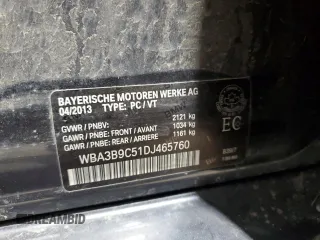 BAYERISCHE MOTOREN WERKE AG
04/2013 TYPE: PC / VT
GVWR / PNBV: 2121 kg
GAWR / PNBE: FRONT / AVANT 1034 kg
GAWR / PNBE: REAR / ARRIERE 1161 kg
WBA3B9C51DJ465760
EC